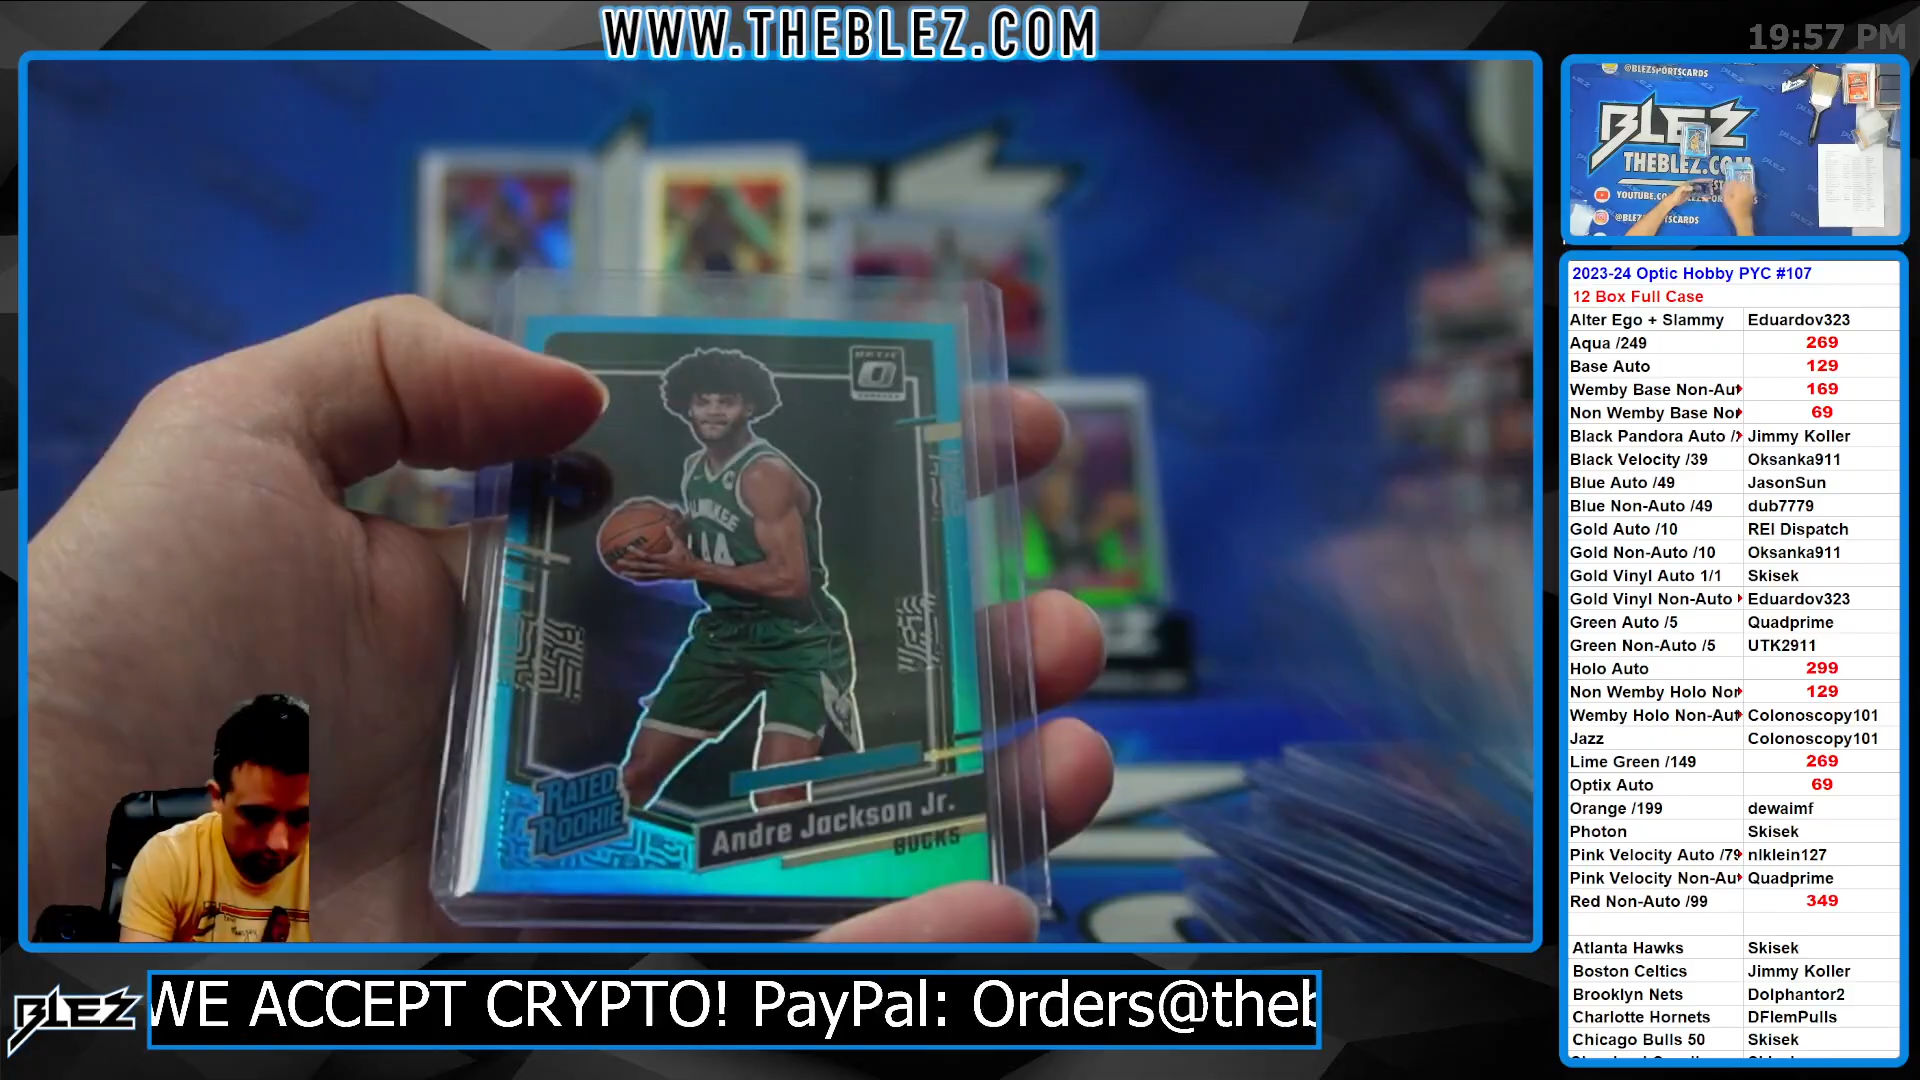 WWW.THEBLEZ.COM
19:57 PM
@BLEZSPORTSCARDS
BLEZ
THEBLEZ.COM
OPTIC
MILWAUKEE
44
RATED
ROOKIE
Andre Jackson Jr.
BUCKS
2023-24 Optic Hobby PYC #107
12 Box Full Case
Alter Ego + Slammy Eduardov323
Aqua /249 269
Base Auto 129
Wemby Base Non-Aut 169
Non Wemby Base Nor 69
Black Pandora Auto / Jimmy Koller
Black Velocity /39 Oksanka911
Blue Auto /49 JasonSun
Blue Non-Auto /49 dub7779
Gold Auto /10 REI Dispatch
Gold Non-Auto /10 Oksanka911
Gold Vinyl Auto 1/1 Skisek
Gold Vinyl Non-Auto Eduardov323
Green Auto /5 Quadprime
Green Non-Auto /5 UTK2911
Holo Auto 299
Non Wemby Holo Nor 129
Wemby Holo Non-Aut Colonoscopy101
Jazz Colonoscopy101
Lime Green /149 269
Optix Auto 69
Orange /199 dewaimf
Photon Skisek
Pink Velocity Auto /79 nlklein127
Pink Velocity Non-Au Quadprime
Red Non-Auto /99 349
Atlanta Hawks Skisek
Boston Celtics Jimmy Koller
Brooklyn Nets Dolphantor2
Charlotte Hornets DFlemPulls
Chicago Bulls 50 Skisek
BLEZ
WE ACCEPT CRYPTO! PayPal: Orders@theb